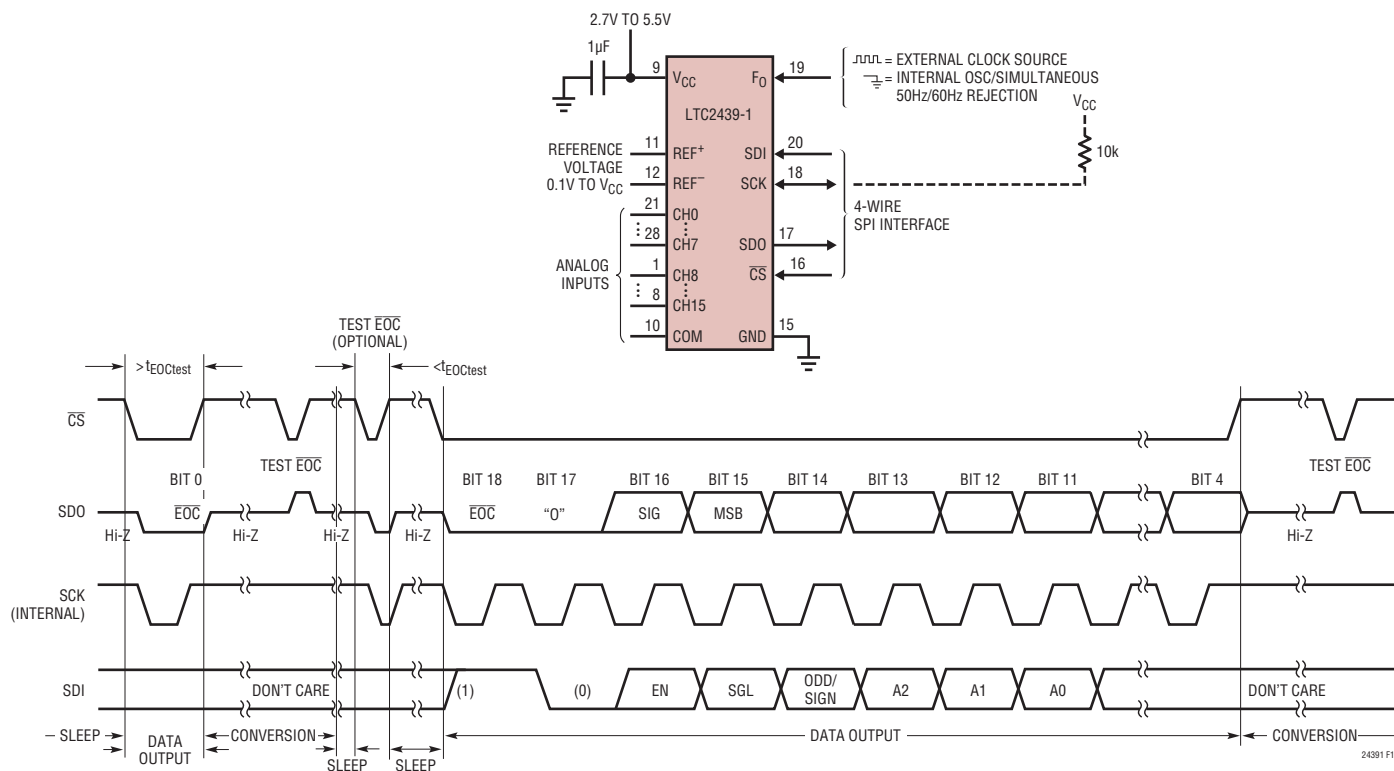 2.7V TO 5.5V
1µF
9
VCC
FO
19
= EXTERNAL CLOCK SOURCE
= INTERNAL OSC/SIMULTANEOUS
50Hz/60Hz REJECTION
VCC
10k
LTC2439-1
REFERENCE
VOLTAGE
0.1V TO VCC
11
REF+
12
REF–
SDI
20
SCK
18
4-WIRE
SPI INTERFACE
ANALOG
INPUTS
21
CH0
28
CH7
1
CH8
8
CH15
10
COM
SDO
17
CS
16
GND
15
TEST EOC
(OPTIONAL)
>tEOCtest
<tEOCtest
CS
TEST EOC
TEST EOC
BIT 0
BIT 18
BIT 17
BIT 16
BIT 15
BIT 14
BIT 13
BIT 12
BIT 11
BIT 4
SDO
EOC
EOC
“O”
SIG
MSB
Hi-Z
Hi-Z
Hi-Z
Hi-Z
Hi-Z
SCK
(INTERNAL)
SDI
DON'T CARE
(1)
(0)
EN
SGL
ODD/
SIGN
A2
A1
A0
DON'T CARE
SLEEP
DATA
OUTPUT
CONVERSION
SLEEP
SLEEP
DATA OUTPUT
CONVERSION
24391 F1